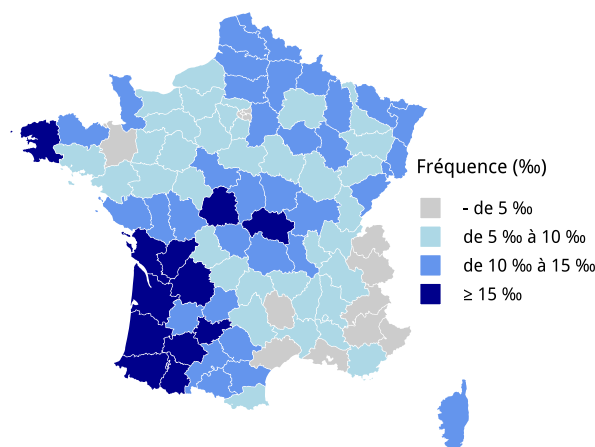 Fréquence (‰)
- de 5 ‰
de 5 ‰ à 10 ‰
de 10 ‰ à 15 ‰
≥ 15 ‰